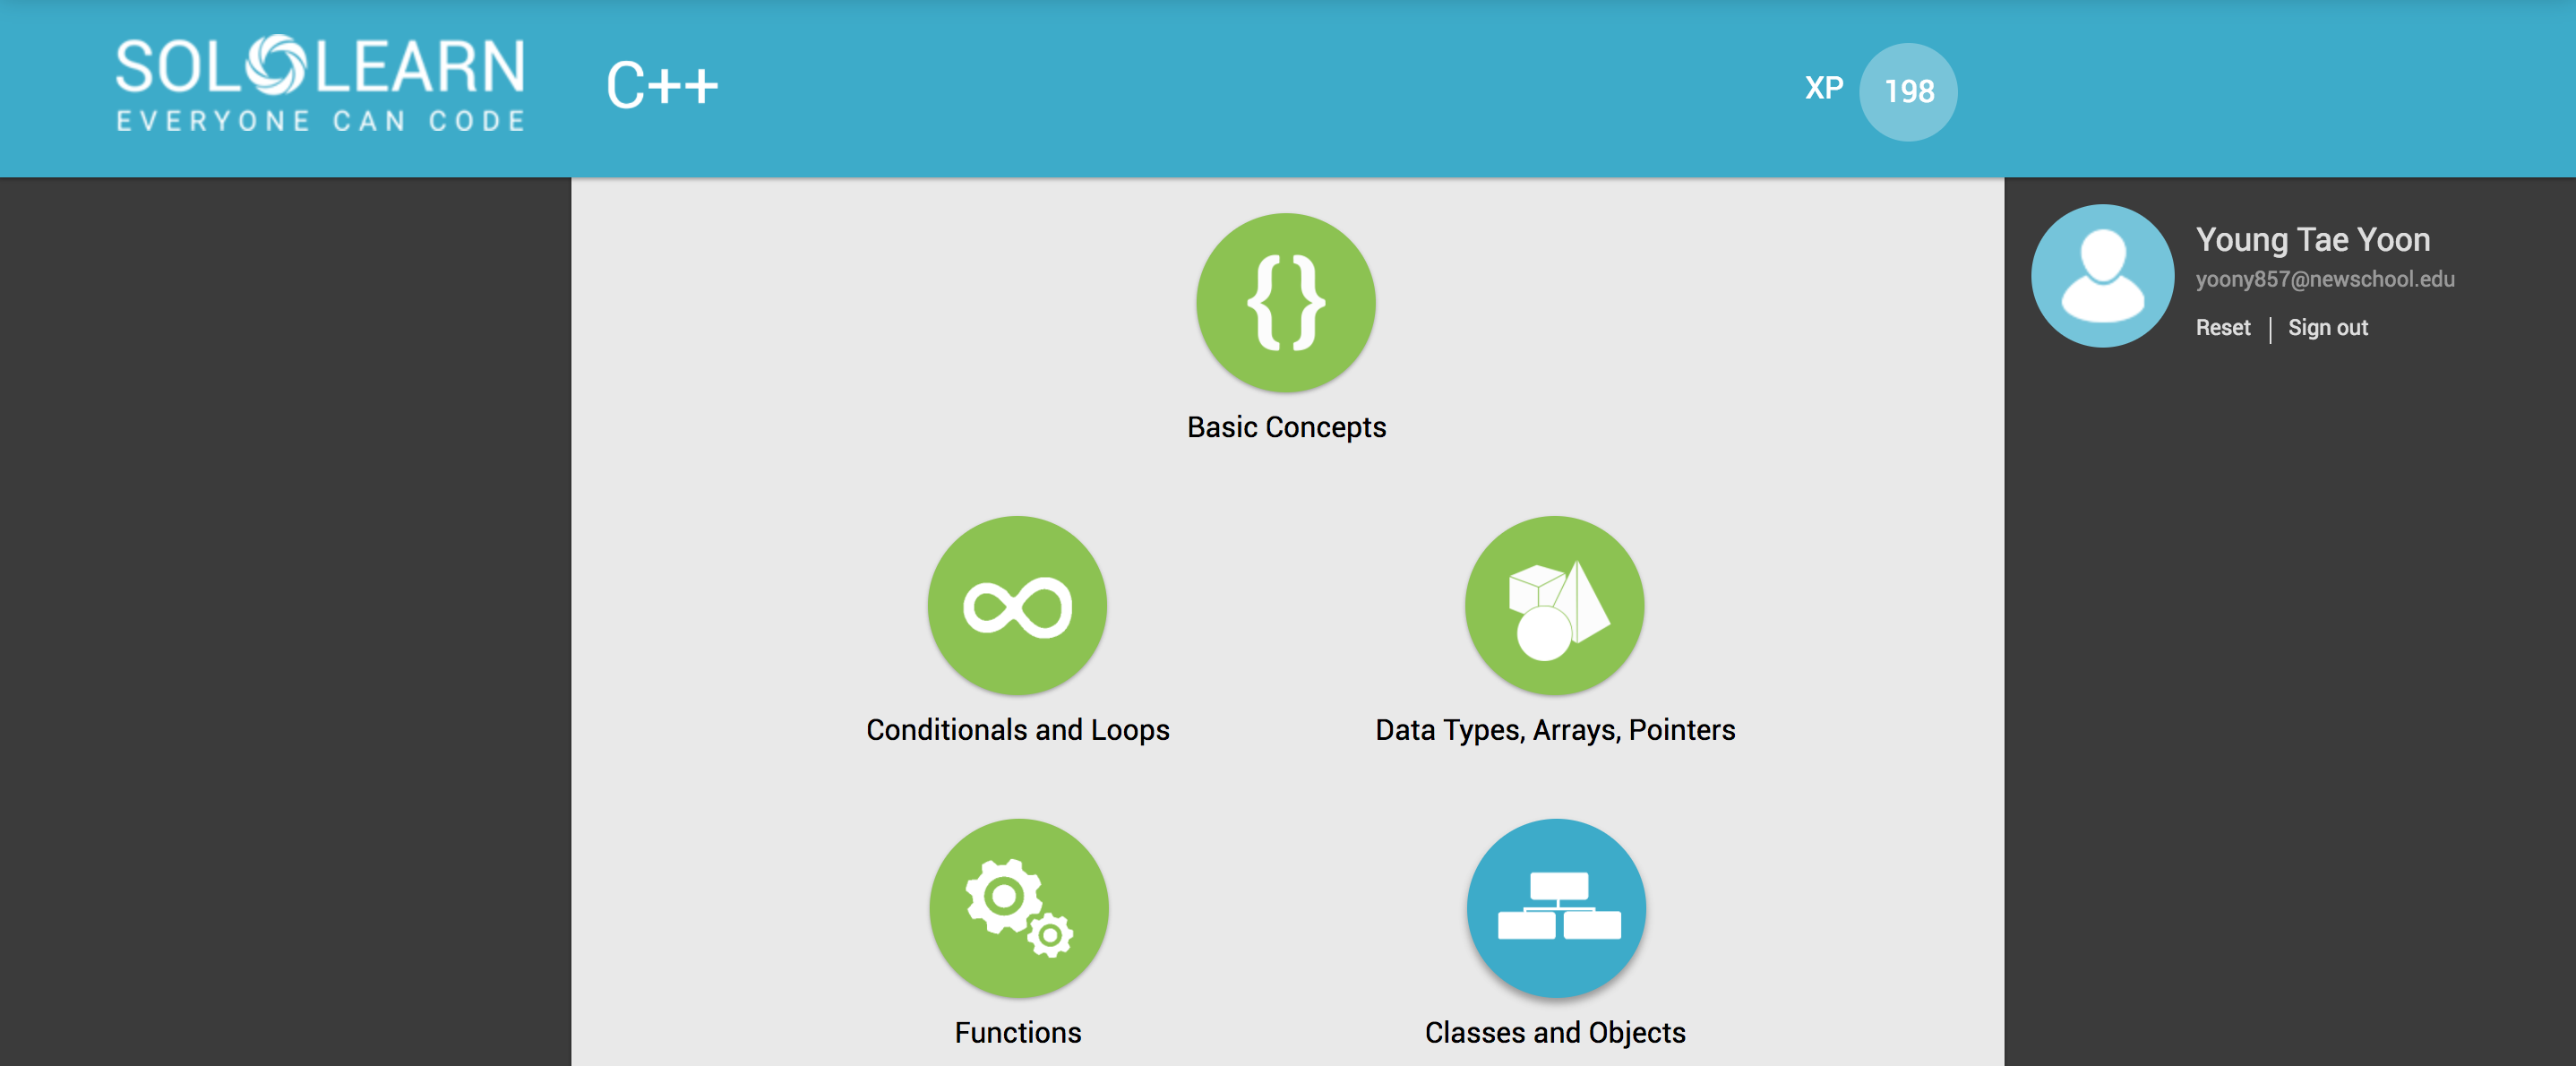 SOLOLEARN
EVERYONE CAN CODE
C++
XP 198
Young Tae Yoon
yoony857@newschool.edu
Reset | Sign out
{}
Basic Concepts
Conditionals and Loops
Data Types, Arrays, Pointers
Functions
Classes and Objects